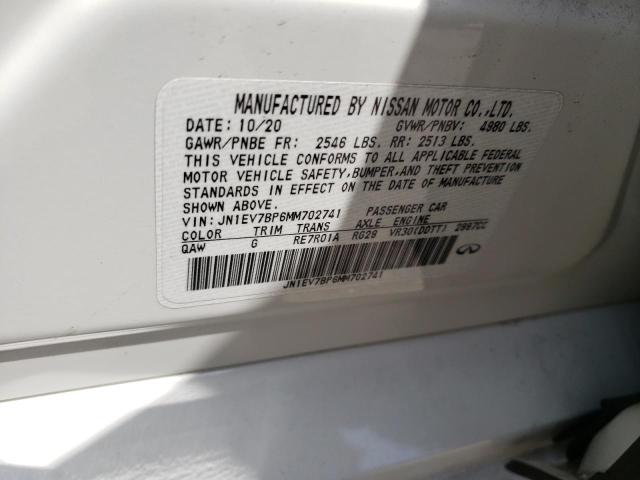 MANUFACTURED BY NISSAN MOTOR CO.,LTD.
DATE: 10/20 GVWR/PNBV: 4980 LBS.
GAWR/PNBE FR: 2546 LBS. RR: 2513 LBS.
THIS VEHICLE CONFORMS TO ALL APPLICABLE FEDERAL
MOTOR VEHICLE SAFETY,BUMPER,AND THEFT PREVENTION
STANDARDS IN EFFECT ON THE DATE OF MANUFACTURE
SHOWN ABOVE.
VIN: JN1EV7BP6MM702741 PASSENGER CAR
COLOR TRIM TRANS AXLE ENGINE
QAW G RE7R01A RG29 VR30(DDTT) 2997CC
JN1EV7BP6MM702741